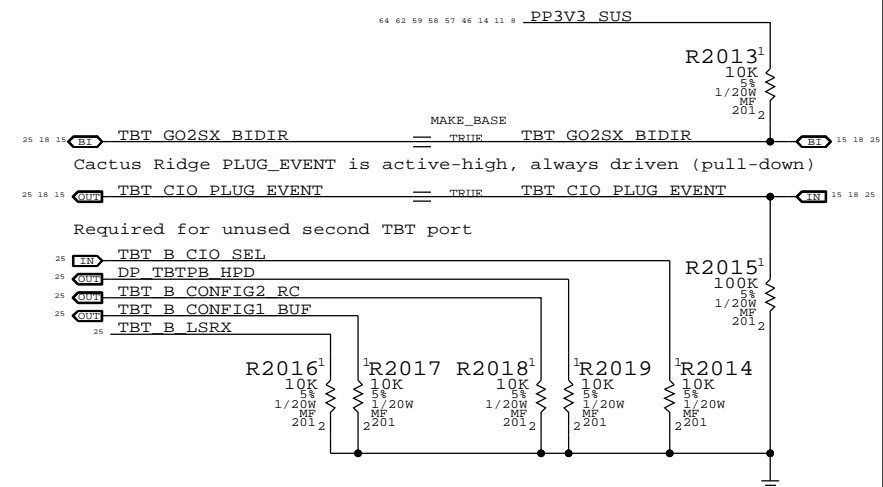 64 62 59 58 57 46 14 11 8 PP3V3_SUS
R2013 1
10K
5%
1/20W
MF
201 2
MAKE_BASE
25 18 15 BI TBT_GO2SX_BIDIR TRUE TBT_GO2SX_BIDIR BI 15 18 25
Cactus Ridge PLUG_EVENT is active-high, always driven (pull-down)
25 18 15 OUT TBT_CIO_PLUG_EVENT TRUE TBT_CIO_PLUG_EVENT IN 15 18 25
Required for unused second TBT port
25 IN TBT_B_CIO_SEL
25 OUT DP_TBTPB_HPD
25 OUT TBT_B_CONFIG2_RC
25 OUT TBT_B_CONFIG1_BUF
25 TBT_B_LSRX
R2015 1
100K
5%
1/20W
MF
201 2
R2016 1 1 R2017 R2018 1 1 R2019 1 R2014
10K 10K 10K 10K 10K
5% 5% 5% 5% 5%
1/20W 1/20W 1/20W 1/20W 1/20W
MF MF MF MF MF
201 2 2 201 201 2 2 201 2 201